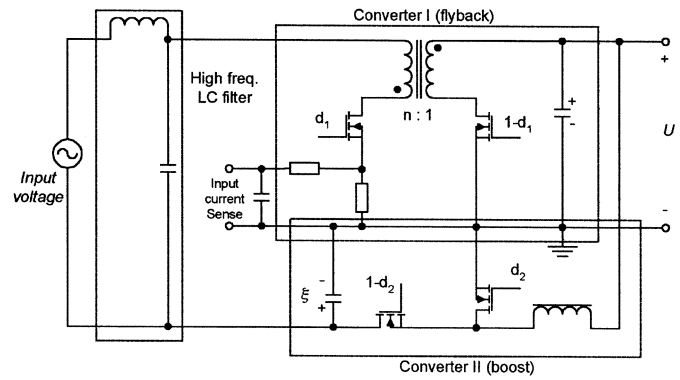 Converter I (flyback)
High freq.
LC filter
n : 1
d1
1-d1
+
-
+
U
-
Input
voltage
Input
current
Sense
ξ
-
+
1-d2
d2
Converter II (boost)